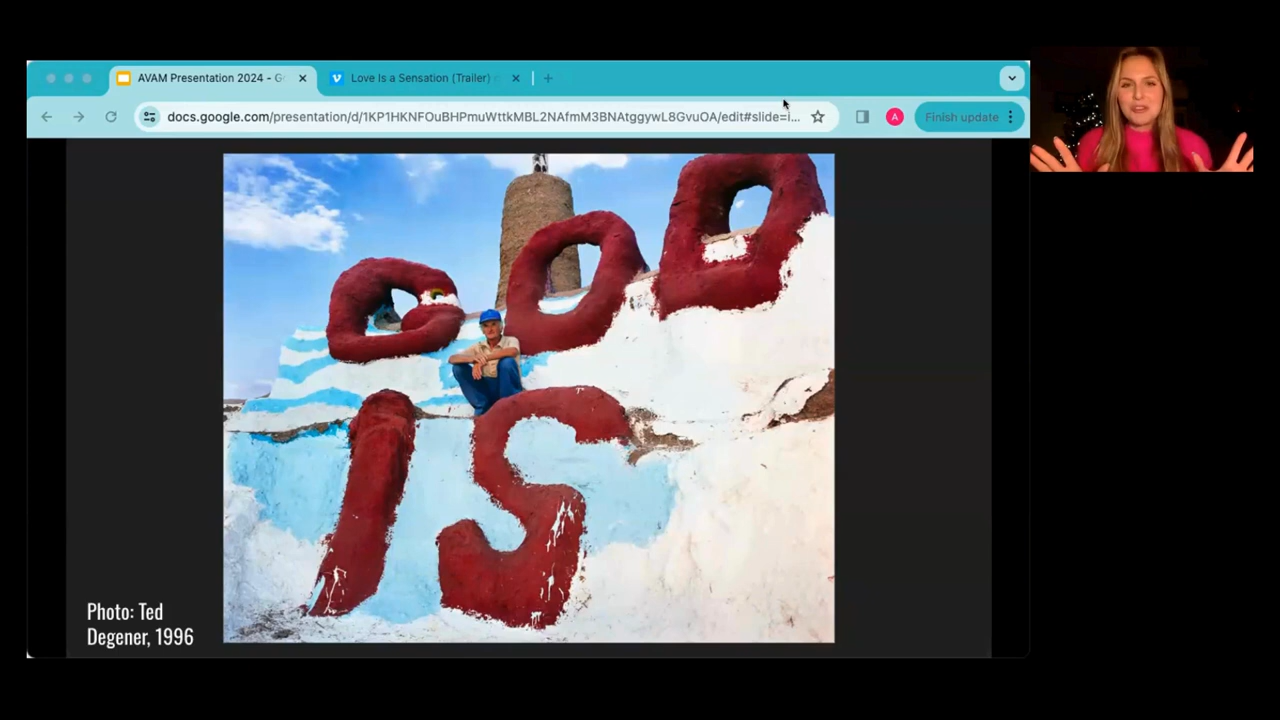 AVAM Presentation 2024 - G
Love Is a Sensation (Trailer)
docs.google.com/presentation/d/1KP1HKNFOuBHPmuWttkMBL2NAfmM3BNAtggywL8GvuOA/edit#slide=i...
A
Finish update
GOD
IS
Photo: Ted
Degener, 1996